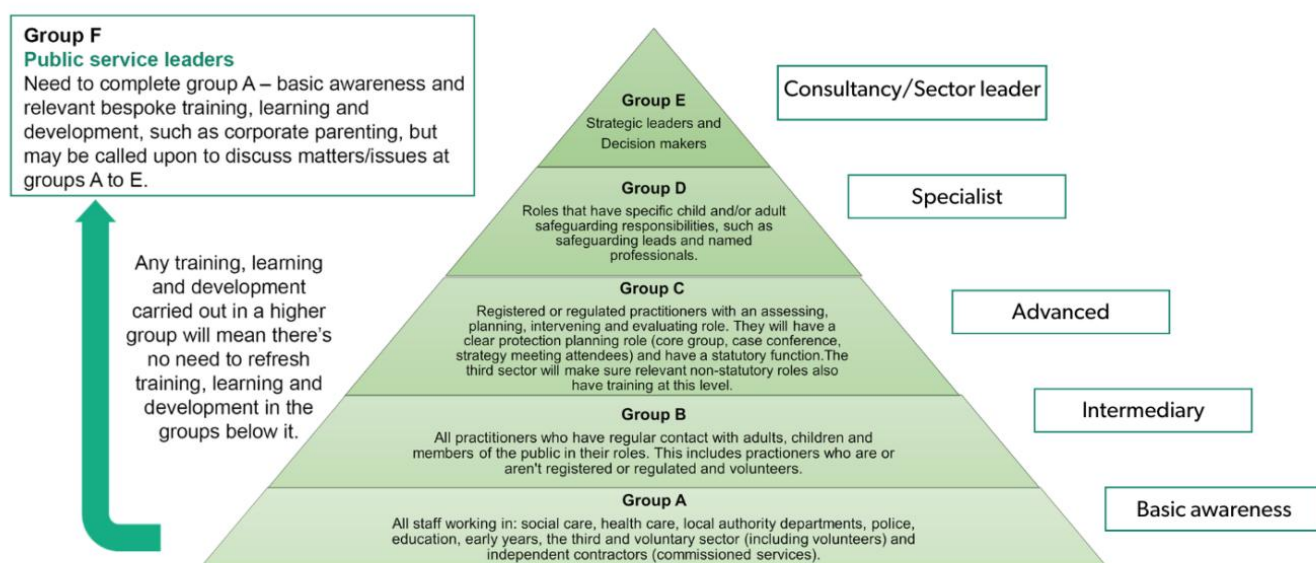 Group F
Public service leaders
Need to complete group A – basic awareness and
relevant bespoke training, learning and
development, such as corporate parenting, but
may be called upon to discuss matters/issues at
groups A to E.
Any training, learning
and development
carried out in a higher
group will mean there's
no need to refresh
training, learning and
development in the
groups below it.
Group E
Strategic leaders and
Decision makers
Consultancy/Sector leader
Group D
Roles that have specific child and/or adult
safeguarding responsibilities, such as
safeguarding leads and named
professionals.
Specialist
Group C
Registered or regulated practitioners with an assessing,
planning, intervening and evaluating role. They will have a
clear protection planning role (core group, case conference,
strategy meeting attendees) and have a statutory function.The
third sector will make sure relevant non-statutory roles also
have training at this level.
Advanced
Group B
All practitioners who have regular contact with adults, children and
members of the public in their roles. This includes practioners who are or
aren't registered or regulated and volunteers.
Intermediary
Group A
All staff working in: social care, health care, local authority departments, police,
education, early years, the third and voluntary sector (including volunteers) and
independent contractors (commissioned services).
Basic awareness